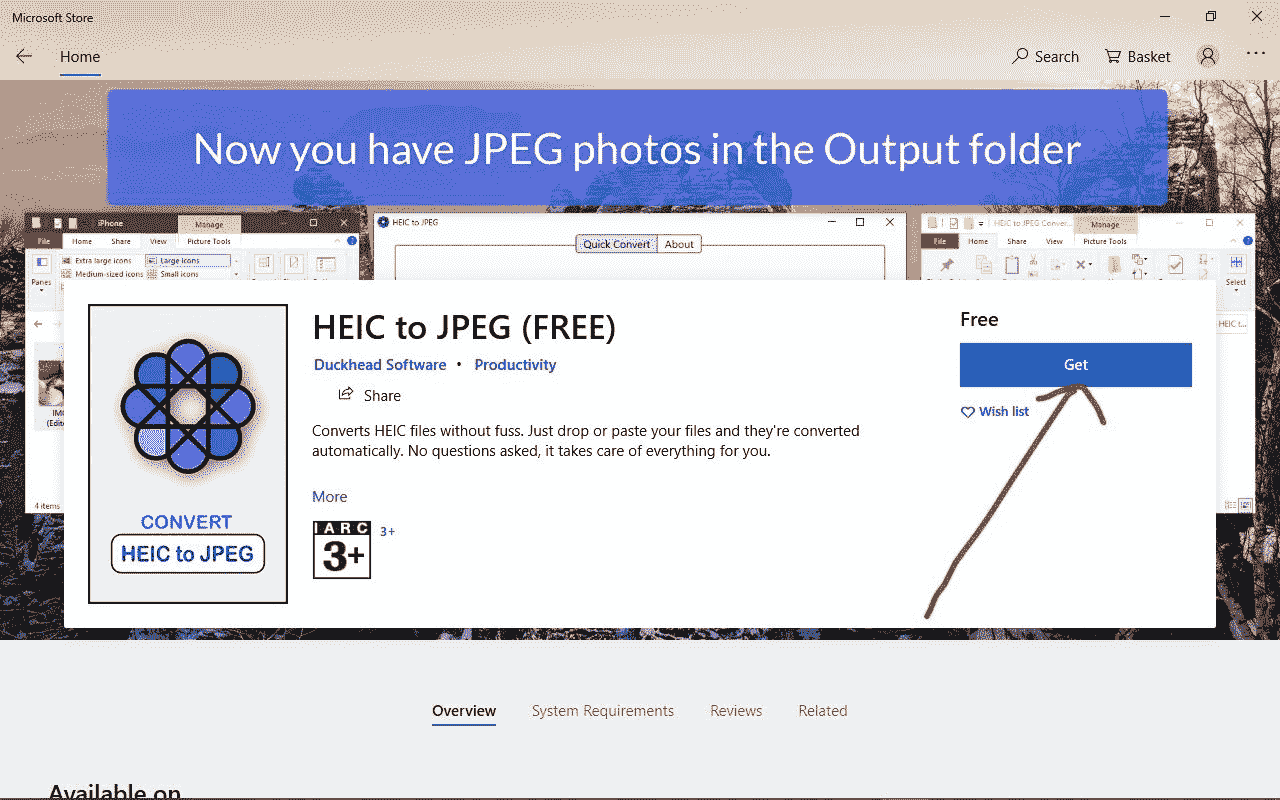 Microsoft Store
Home
Search
Basket
Now you have JPEG photos in the Output folder
iPhone
Manage
File
Home
Share
View
Picture Tools
Extra large icons
Large icons
Medium-sized icons
Small icons
Panes
HEIC to JPEG
Quick Convert
About
HEIC to JPEG Conver...
Manage
File
Home
Share
View
Picture Tools
Select
HEIC t...
IMG
(Edite
4 items
CONVERT
HEIC to JPEG
HEIC to JPEG (FREE)
Duckhead Software • Productivity
Share
Converts HEIC files without fuss. Just drop or paste your files and they're converted
automatically. No questions asked, it takes care of everything for you.
More
IARC
3+
3+
Free
Get
Wish list
Overview
System Requirements
Reviews
Related
Available on